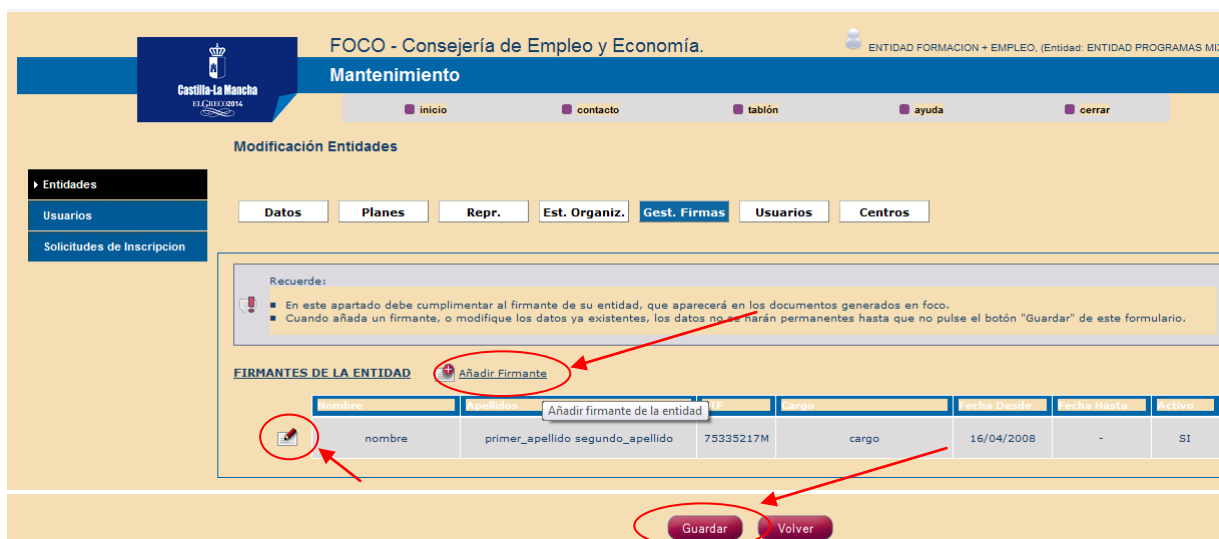 FOCO - Consejería de Empleo y Economía.
ENTIDAD FORMACION + EMPLEO, (Entidad: ENTIDAD PROGRAMAS MI
Castilla-La Mancha
EL GRECO2014
Mantenimiento
inicio contacto tablón ayuda cerrar
Modificación Entidades
Entidades
Usuarios
Solicitudes de Inscripcion
Datos Planes Repr. Est. Organiz. Gest. Firmas Usuarios Centros
Recuerde:
En este apartado debe cumplimentar al firmante de su entidad, que aparecerá en los documentos generados en foco.
Cuando añada un firmante, o modifique los datos ya existentes, los datos no se harán permanentes hasta que no pulse el botón "Guardar" de este formulario.
FIRMANTES DE LA ENTIDAD Añadir Firmante
Nombre Apellidos Cargo Fecha Desde Fecha Hasta Activo
Añadir firmante de la entidad
nombre primer_apellido segundo_apellido 75335217M cargo 16/04/2008 - SI
Guardar Volver